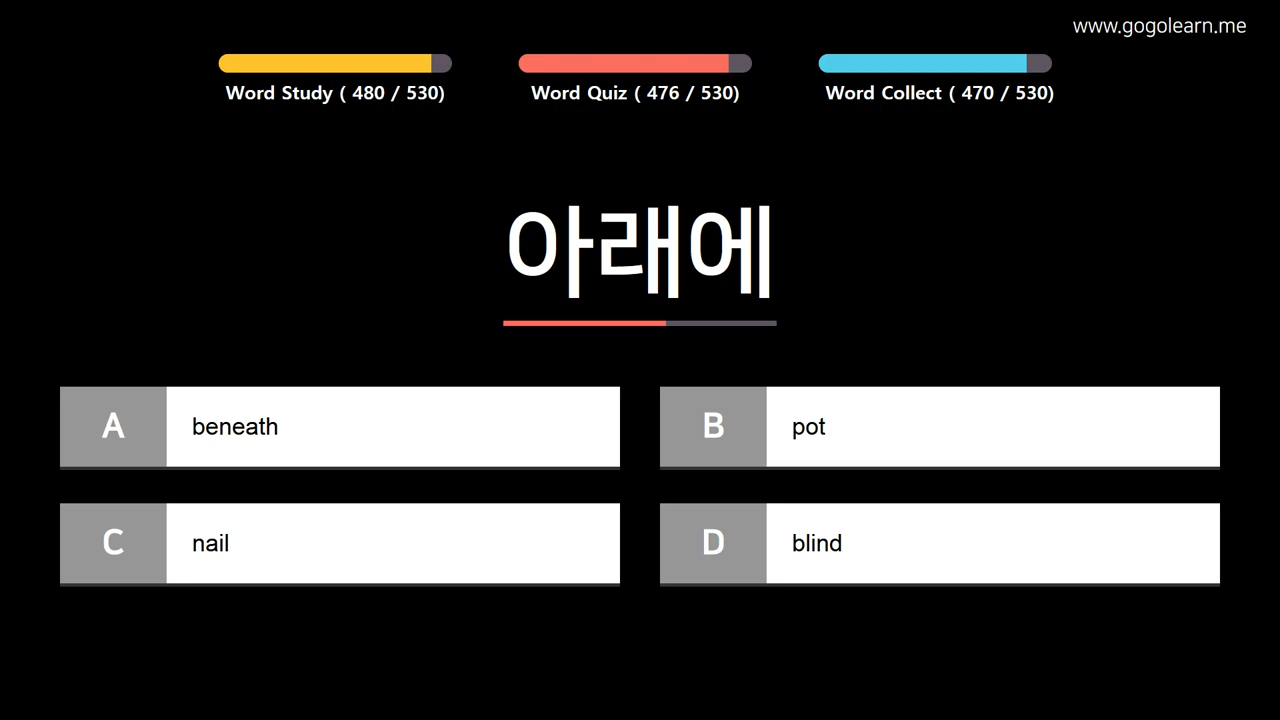 www.gogolearn.me
Word Study ( 480 / 530)
Word Quiz ( 476 / 530)
Word Collect ( 470 / 530)
아래에
A beneath
B pot
C nail
D blind